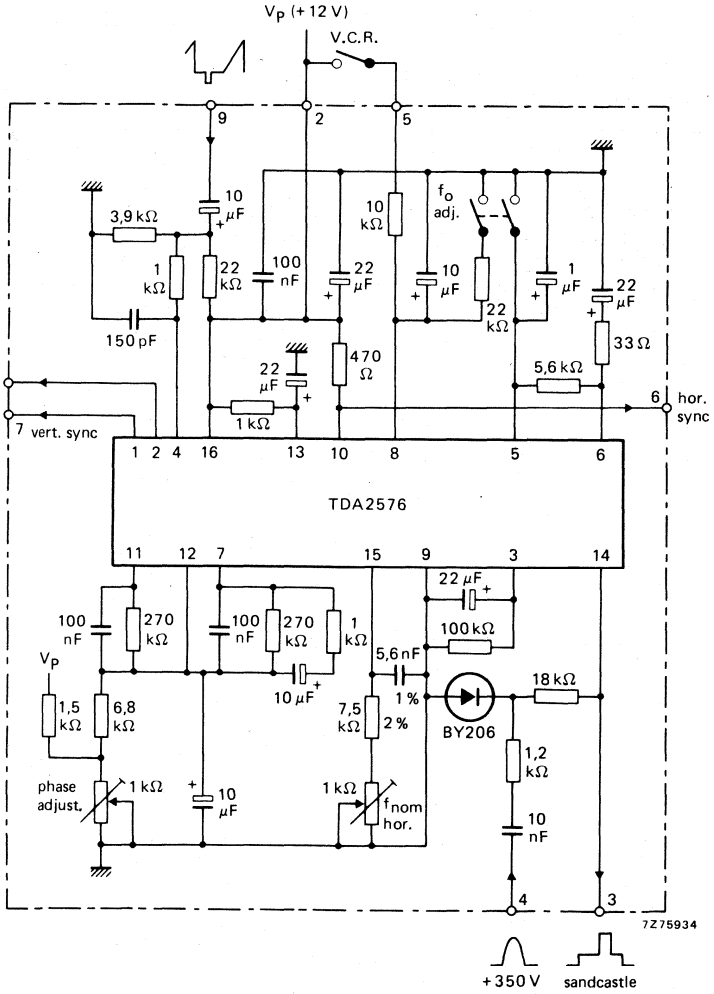 Vp (+ 12 V)
V.C.R.
9
2
5
10 μF
+
3,9 kΩ
1 kΩ
22 kΩ
150 pF
100 nF
22 μF
+
10 kΩ
10 μF
+
fo adj.
22 kΩ
1 μF
+
22 μF
+
33 Ω
5,6 kΩ
470 Ω
22 μF
+
1 kΩ
6 hor. sync
7 vert. sync
1 2 4 16 13 10 8 5 6
TDA2576
11 12 7 15 9 3 14
100 nF
270 kΩ
100 nF
270 kΩ
1 kΩ
10 μF
+
22 μF
+
100 kΩ
5,6 nF
1 %
7,5 kΩ
2 %
BY206
18 kΩ
Vp
1,5 kΩ
6,8 kΩ
1,2 kΩ
phase adjust.
1 kΩ
+
10 μF
1 kΩ
fnom hor.
10 nF
4
3
7Z75934
+ 350 V
sandcastle